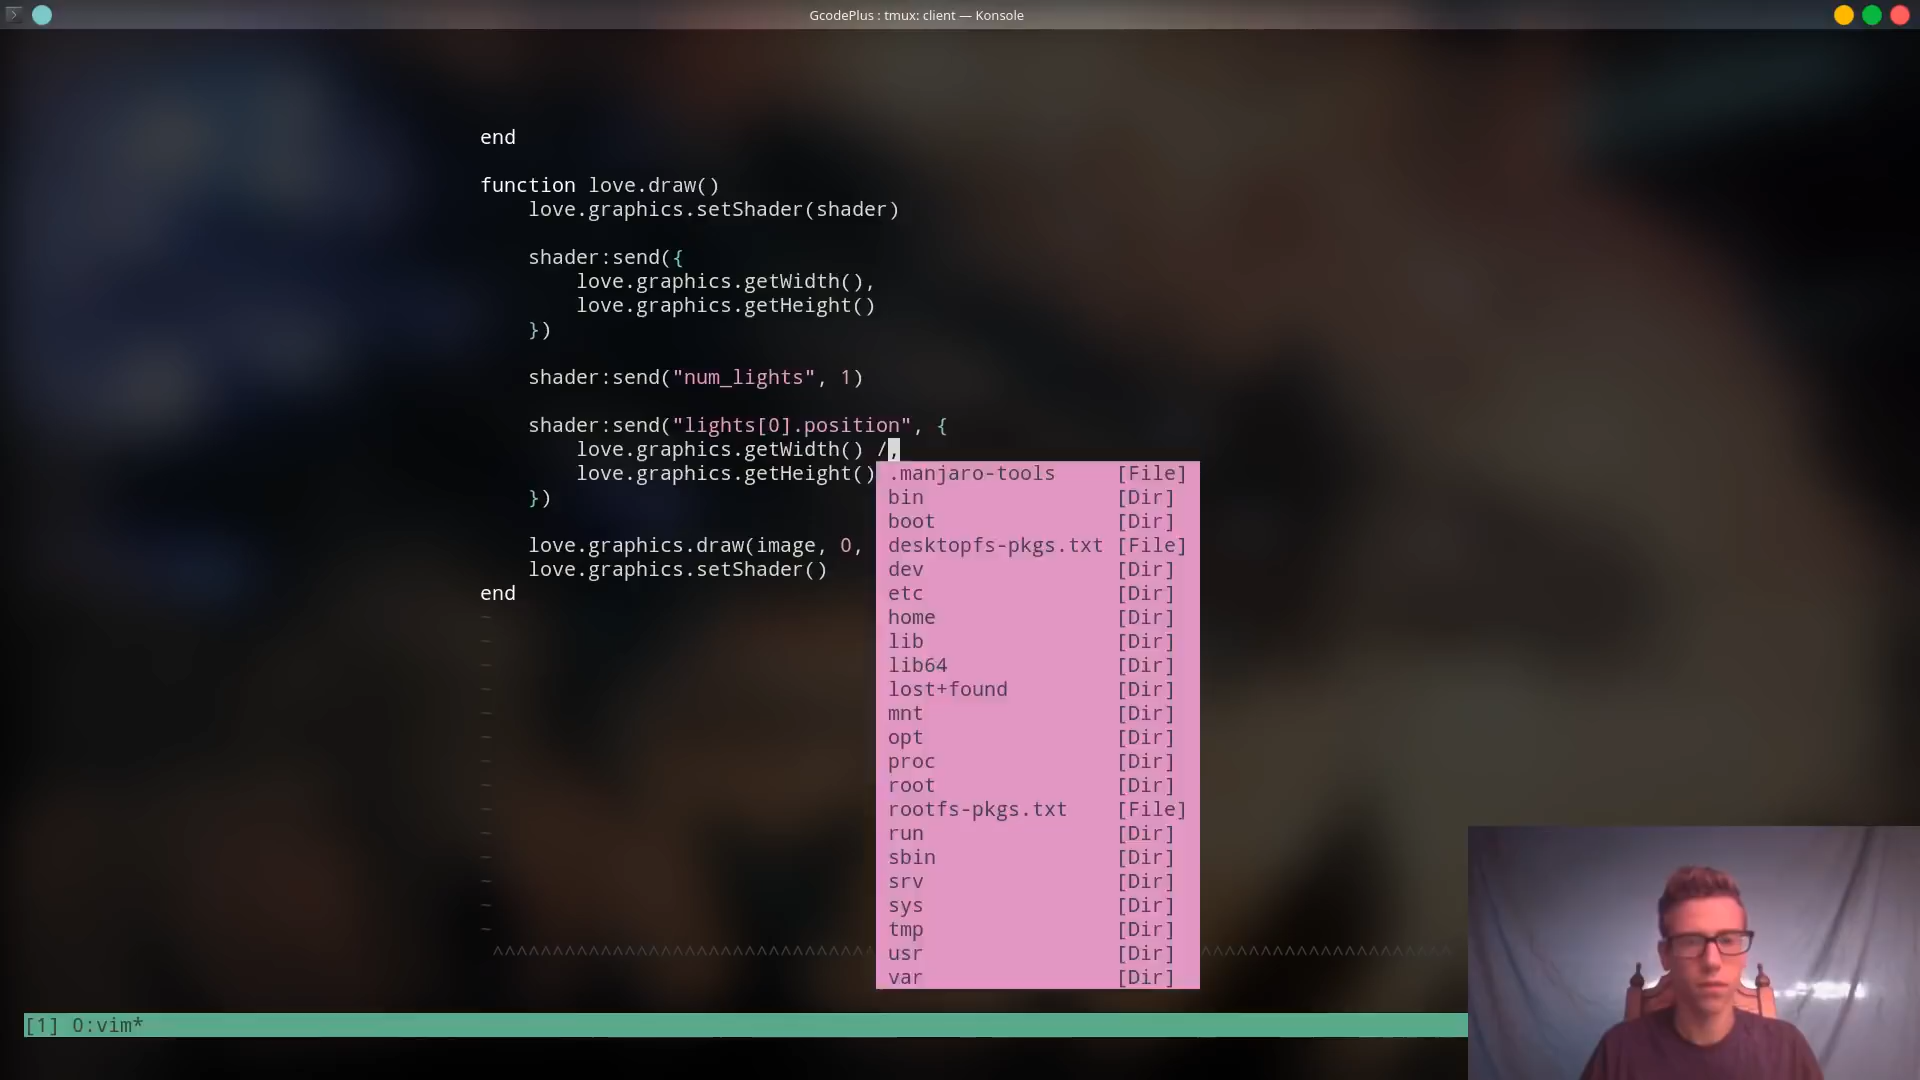 GcodePlus : tmux: client — Konsole
end
function love.draw()
love.graphics.setShader(shader)
shader:send({
love.graphics.getWidth(),
love.graphics.getHeight()
})
shader:send("num_lights", 1)
shader:send("lights[0].position", {
love.graphics.getWidth() /,
love.graphics.getHeight()
})
love.graphics.draw(image, 0,
love.graphics.setShader()
end
.manjaro-tools [File]
bin [Dir]
boot [Dir]
desktopfs-pkgs.txt [File]
dev [Dir]
etc [Dir]
home [Dir]
lib [Dir]
lib64 [Dir]
lost+found [Dir]
mnt [Dir]
opt [Dir]
proc [Dir]
root [Dir]
rootfs-pkgs.txt [File]
run [Dir]
sbin [Dir]
srv [Dir]
sys [Dir]
tmp [Dir]
usr [Dir]
var [Dir]
[1] 0:vim*